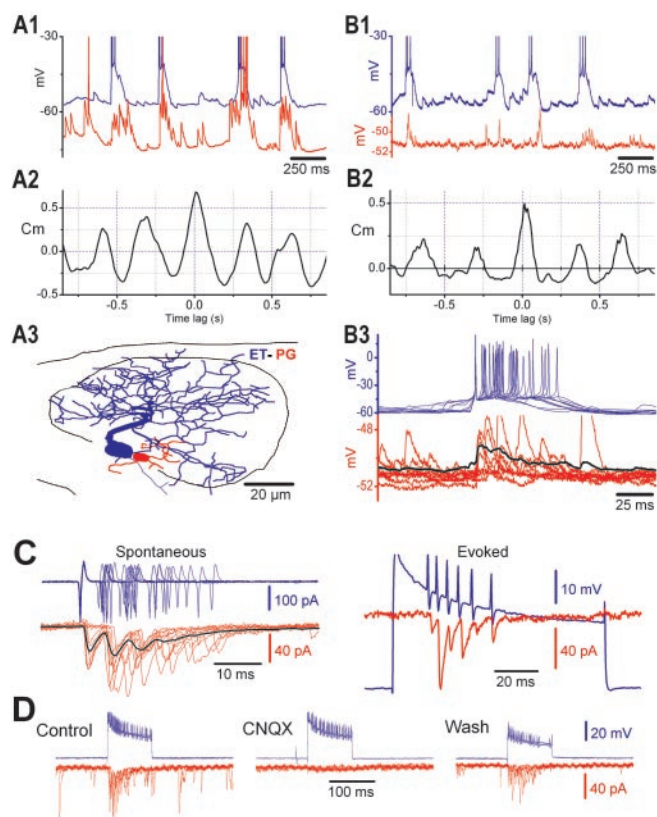 A1
-30
mV
-60
250 ms
B1
-30
mV
-60
mV
-50
-52
250 ms
A2
Cm
0.5
0.0
-0.5
-0.5
0.0
0.5
Time lag (s)
B2
Cm
0.5
0.0
-0.5
0.0
0.5
Time lag (s)
A3
ET-PG
20 µm
B3
mV
0
-30
-60
-48
mV
-52
25 ms
C
Spontaneous
100 pA
40 pA
10 ms
Evoked
10 mV
40 pA
20 ms
D
Control
CNQX
Wash
20 mV
100 ms
40 pA